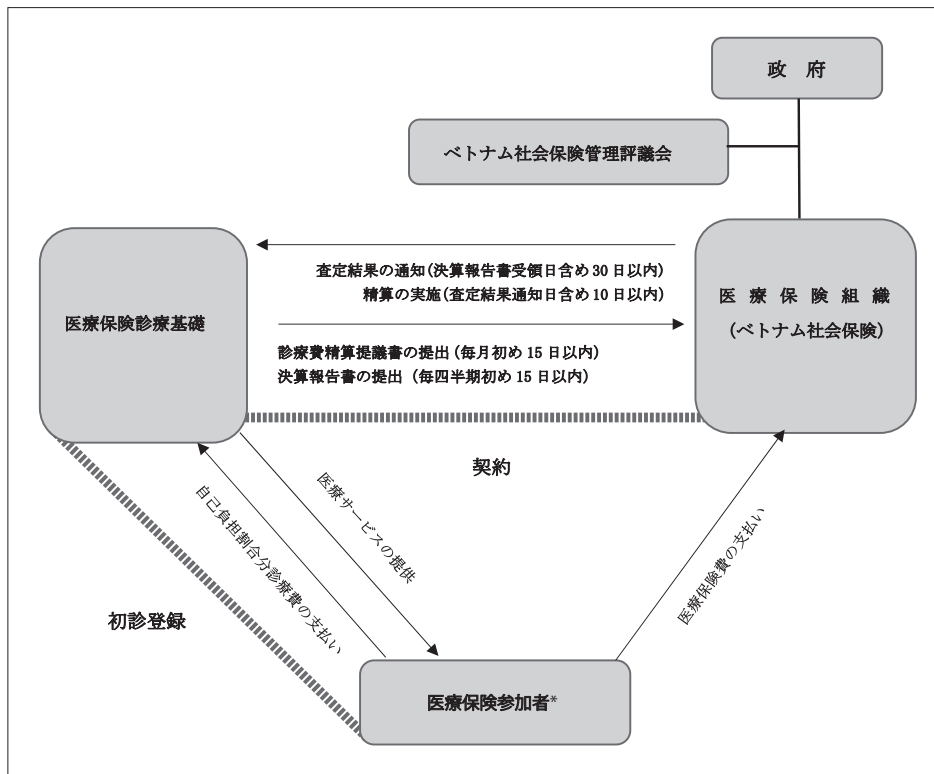 政 府
ベトナム社会保険管理評議会
査定結果の通知(決算報告書受領日含め 30 日以内)
精算の実施(査定結果通知日含め 10 日以内)
医療保険診療基礎
医 療 保 険 組 織
(ベトナム社会保険)
診療費精算提議書の提出 (毎月初め 15 日以内)
決算報告書の提出 (毎四半期初め 15 日以内)
契約
医療サービスの提供
自己負担割合分診療費の支払い
医療保険費の支払い
初診登録
医療保険参加者*